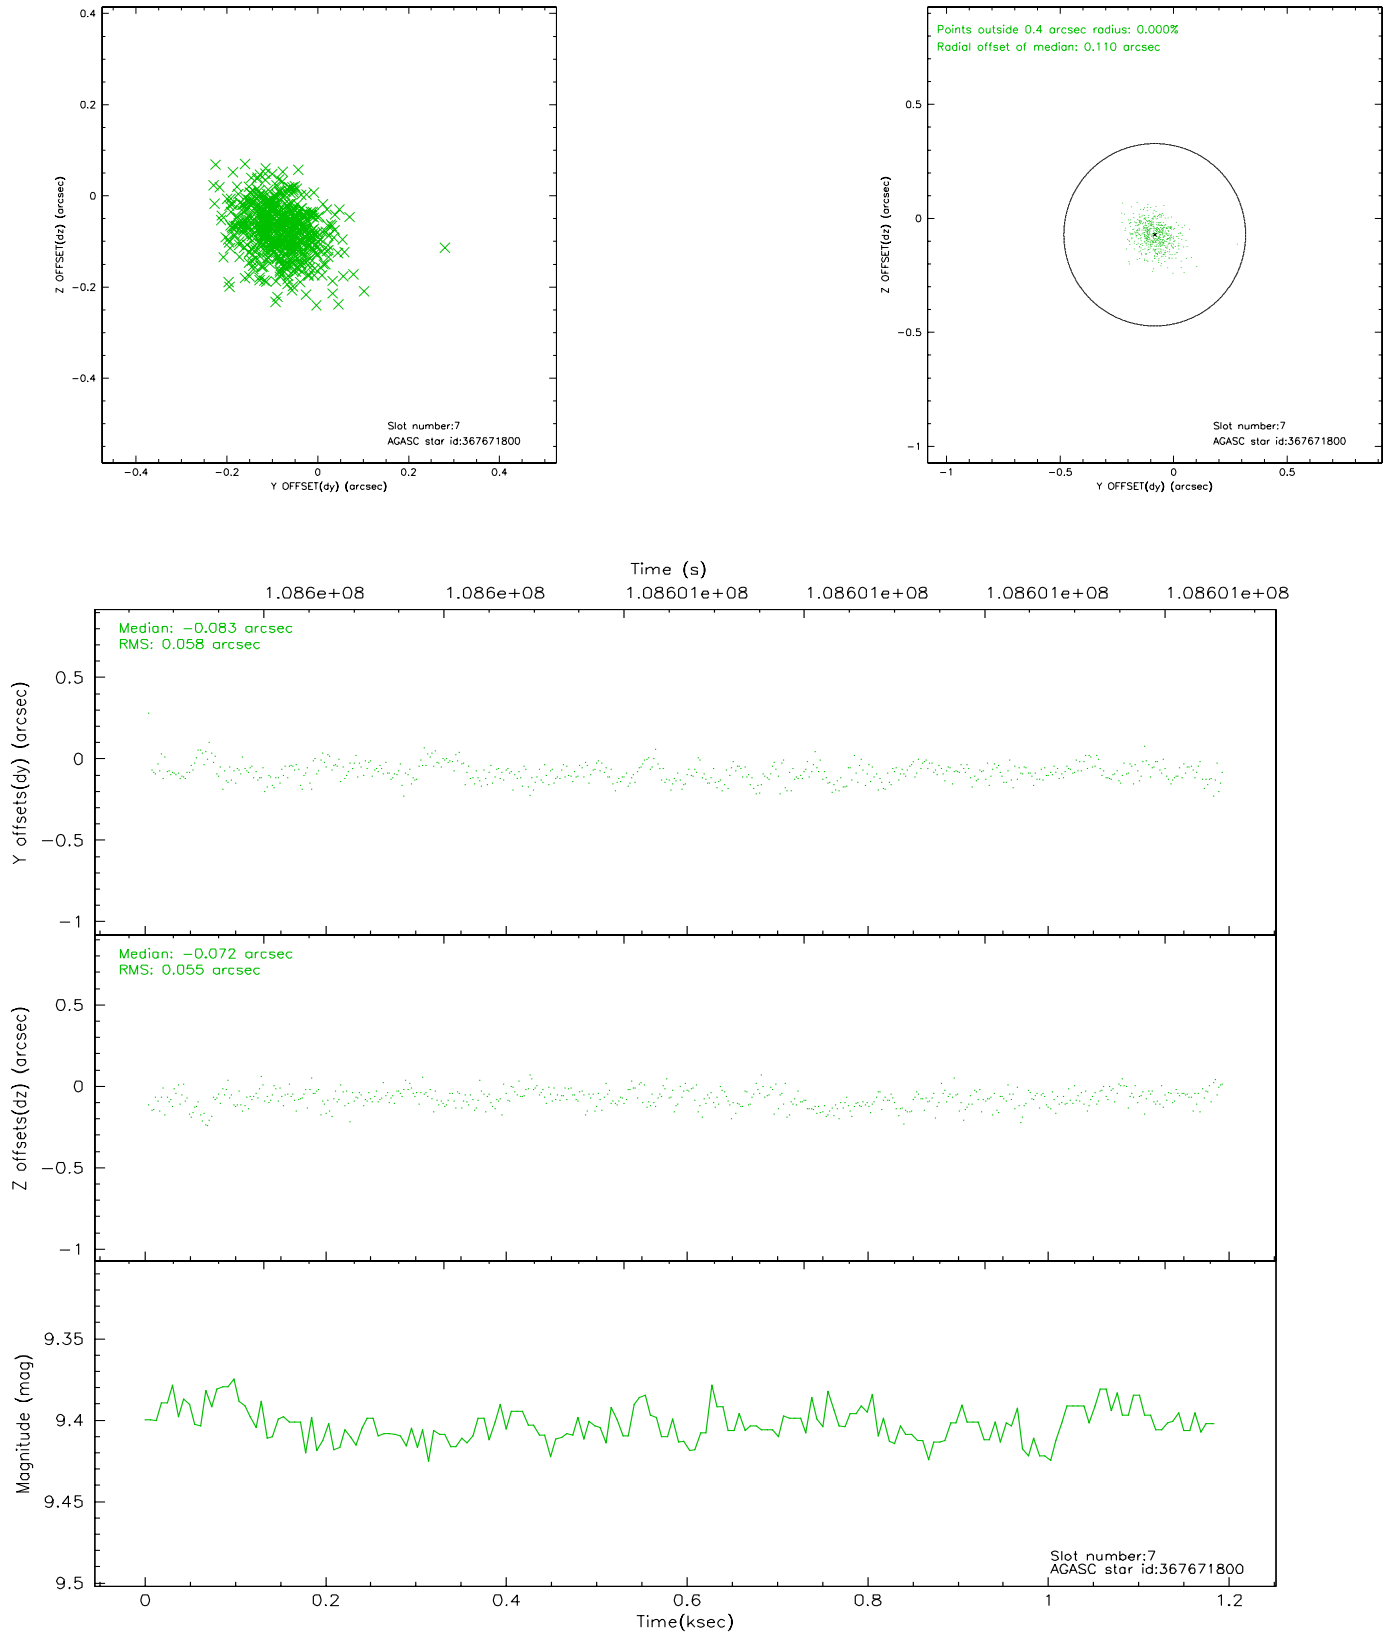 0.4
0.2
0
−0.2
−0.4
Z OFFSET(dz) (arcsec)
Slot number:7
AGASC star id:367671800
−0.4 −0.2 0 0.2 0.4
Y OFFSET(dy) (arcsec)
Points outside 0.4 arcsec radius: 0.000%
Radial offset of median: 0.110 arcsec
0.5
0
−0.5
−1
Z OFFSET(dz) (arcsec)
Slot number:7
AGASC star id:367671800
−1 −0.5 0 0.5
Y OFFSET(dy) (arcsec)
Time (s)
1.086e+08 1.086e+08 1.08601e+08 1.08601e+08 1.08601e+08 1.08601e+08
Median: −0.083 arcsec
RMS: 0.058 arcsec
0.5
0
−0.5
−1
Y offsets(dy) (arcsec)
Median: −0.072 arcsec
RMS: 0.055 arcsec
0.5
0
−0.5
−1
Z offsets(dz) (arcsec)
9.35
9.4
9.45
9.5
Magnitude (mag)
Slot number:7
AGASC star id:367671800
0 0.2 0.4 0.6 0.8 1 1.2
Time(ksec)